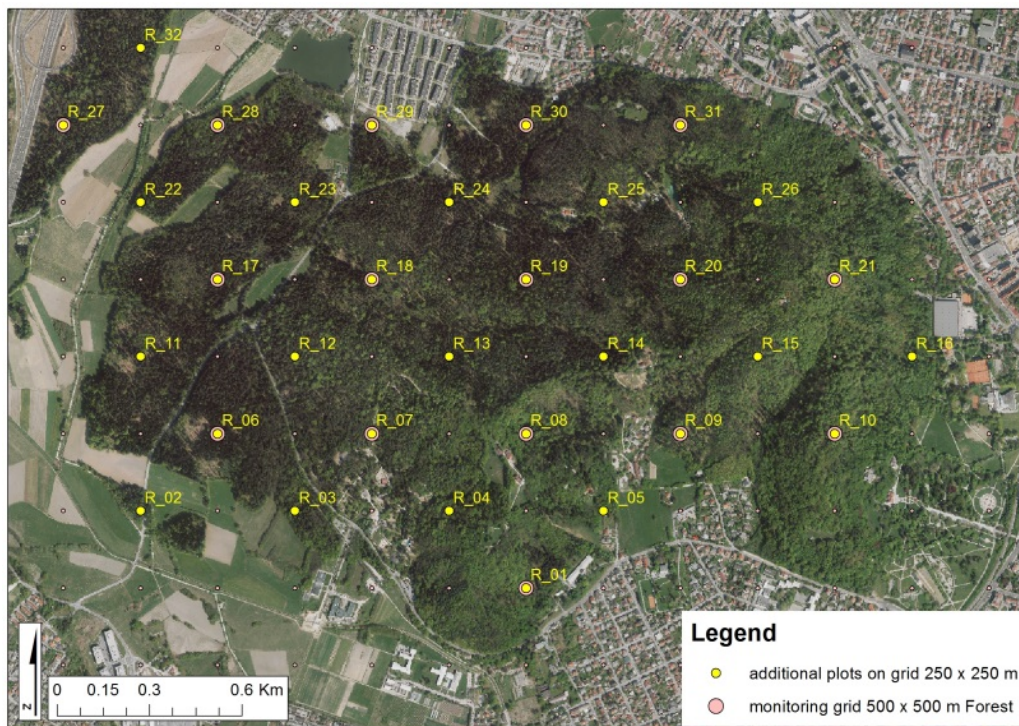 R_32
R_27
R_28
R_29
R_30
R_31
R_22
R_23
R_24
R_25
R_26
R_17
R_18
R_19
R_20
R_21
R_11
R_12
R_13
R_14
R_15
R_16
R_06
R_07
R_08
R_09
R_10
R_02
R_03
R_04
R_05
R_01
Legend
additional plots on grid 250 x 250 m
monitoring grid 500 x 500 m Forest
N
0 0.15 0.3 0.6 Km